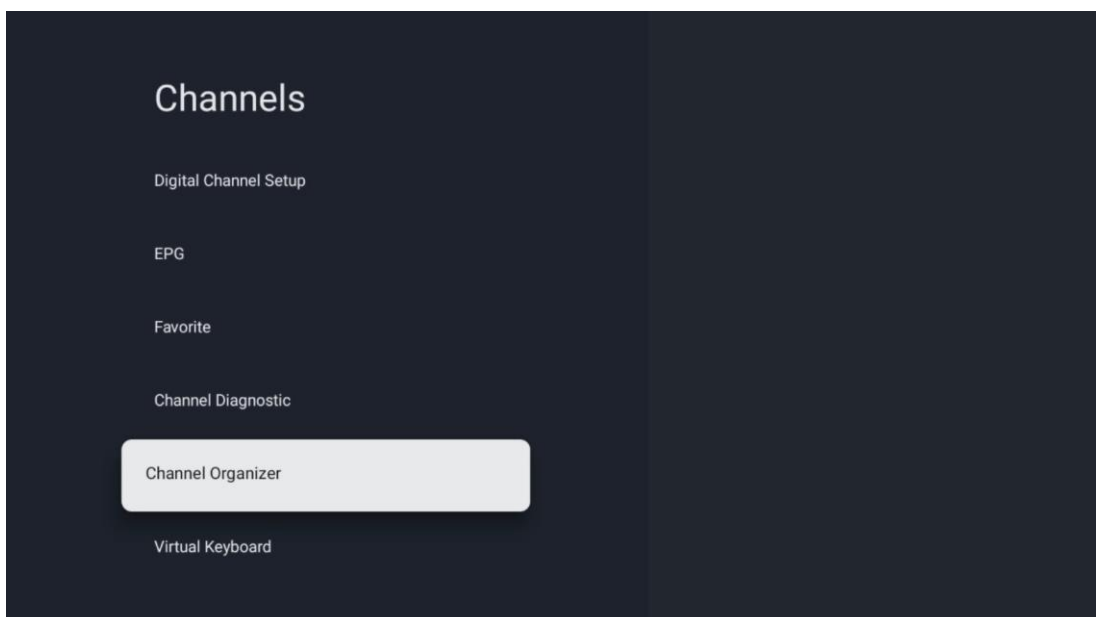 Channels
Digital Channel Setup
EPG
Favorite
Channel Diagnostic
Channel Organizer
Virtual Keyboard